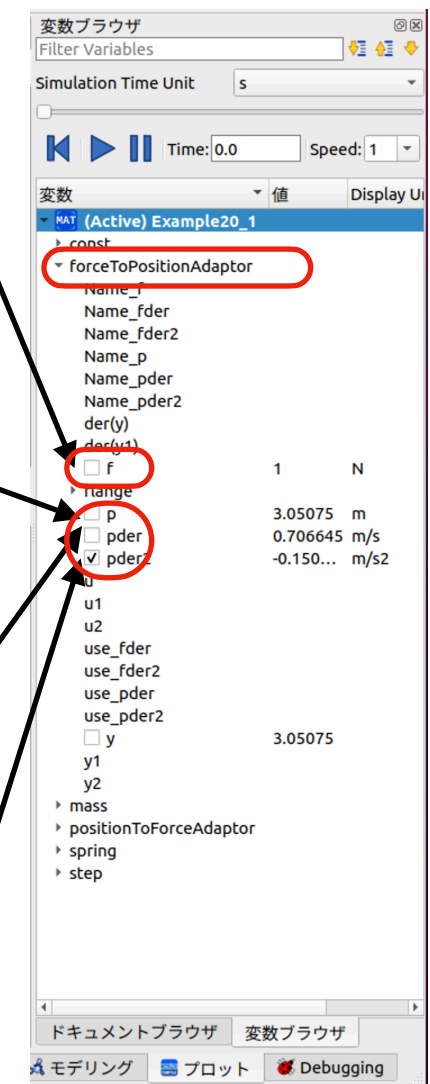 変数ブラウザ
Filter Variables
Simulation Time Unit s
Time: 0.0 Speed: 1
変数 値 Display Ui
MAT (Active) Example20_1
const
forceToPositionAdaptor
Name_f
Name_fder
Name_fder2
Name_p
Name_pder
Name_pder2
der(y)
der(y1)
f 1 N
flange
p 3.05075 m
pder 0.706645 m/s
pder2 -0.150... m/s2
u
u1
u2
use_fder
use_fder2
use_pder
use_pder2
y 3.05075
y1
y2
mass
positionToForceAdaptor
spring
step
ドキュメントブラウザ 変数ブラウザ
モデリング プロット Debugging